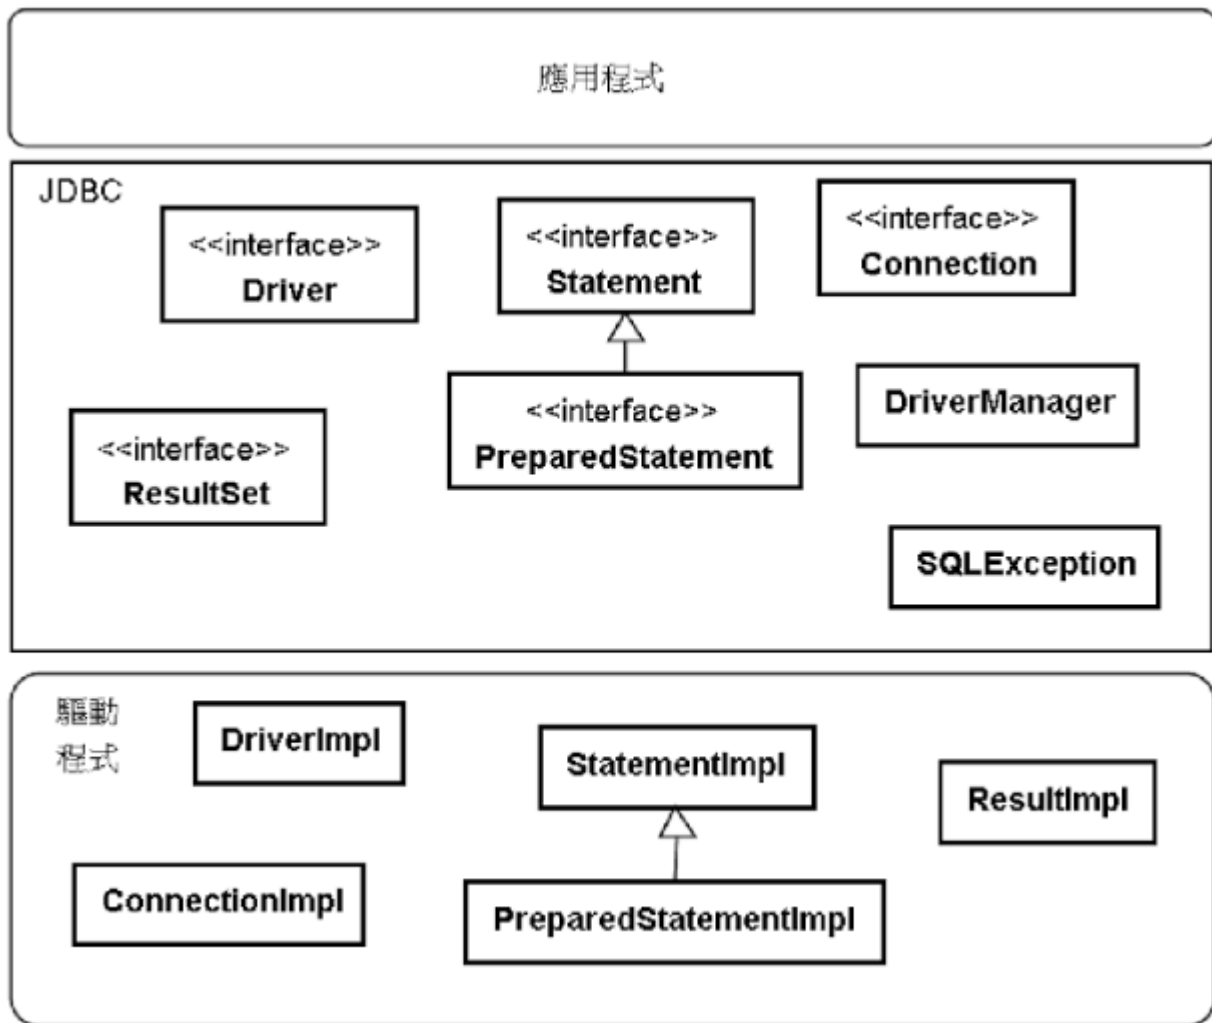 應用程式
JDBC
<<interface>>
Driver
<<interface>>
Statement
<<interface>>
Connection
<<interface>>
ResultSet
<<interface>>
PreparedStatement
DriverManager
SQLException
驅動
程式
DriverImpl
StatementImpl
ResultImpl
ConnectionImpl
PreparedStatementImpl